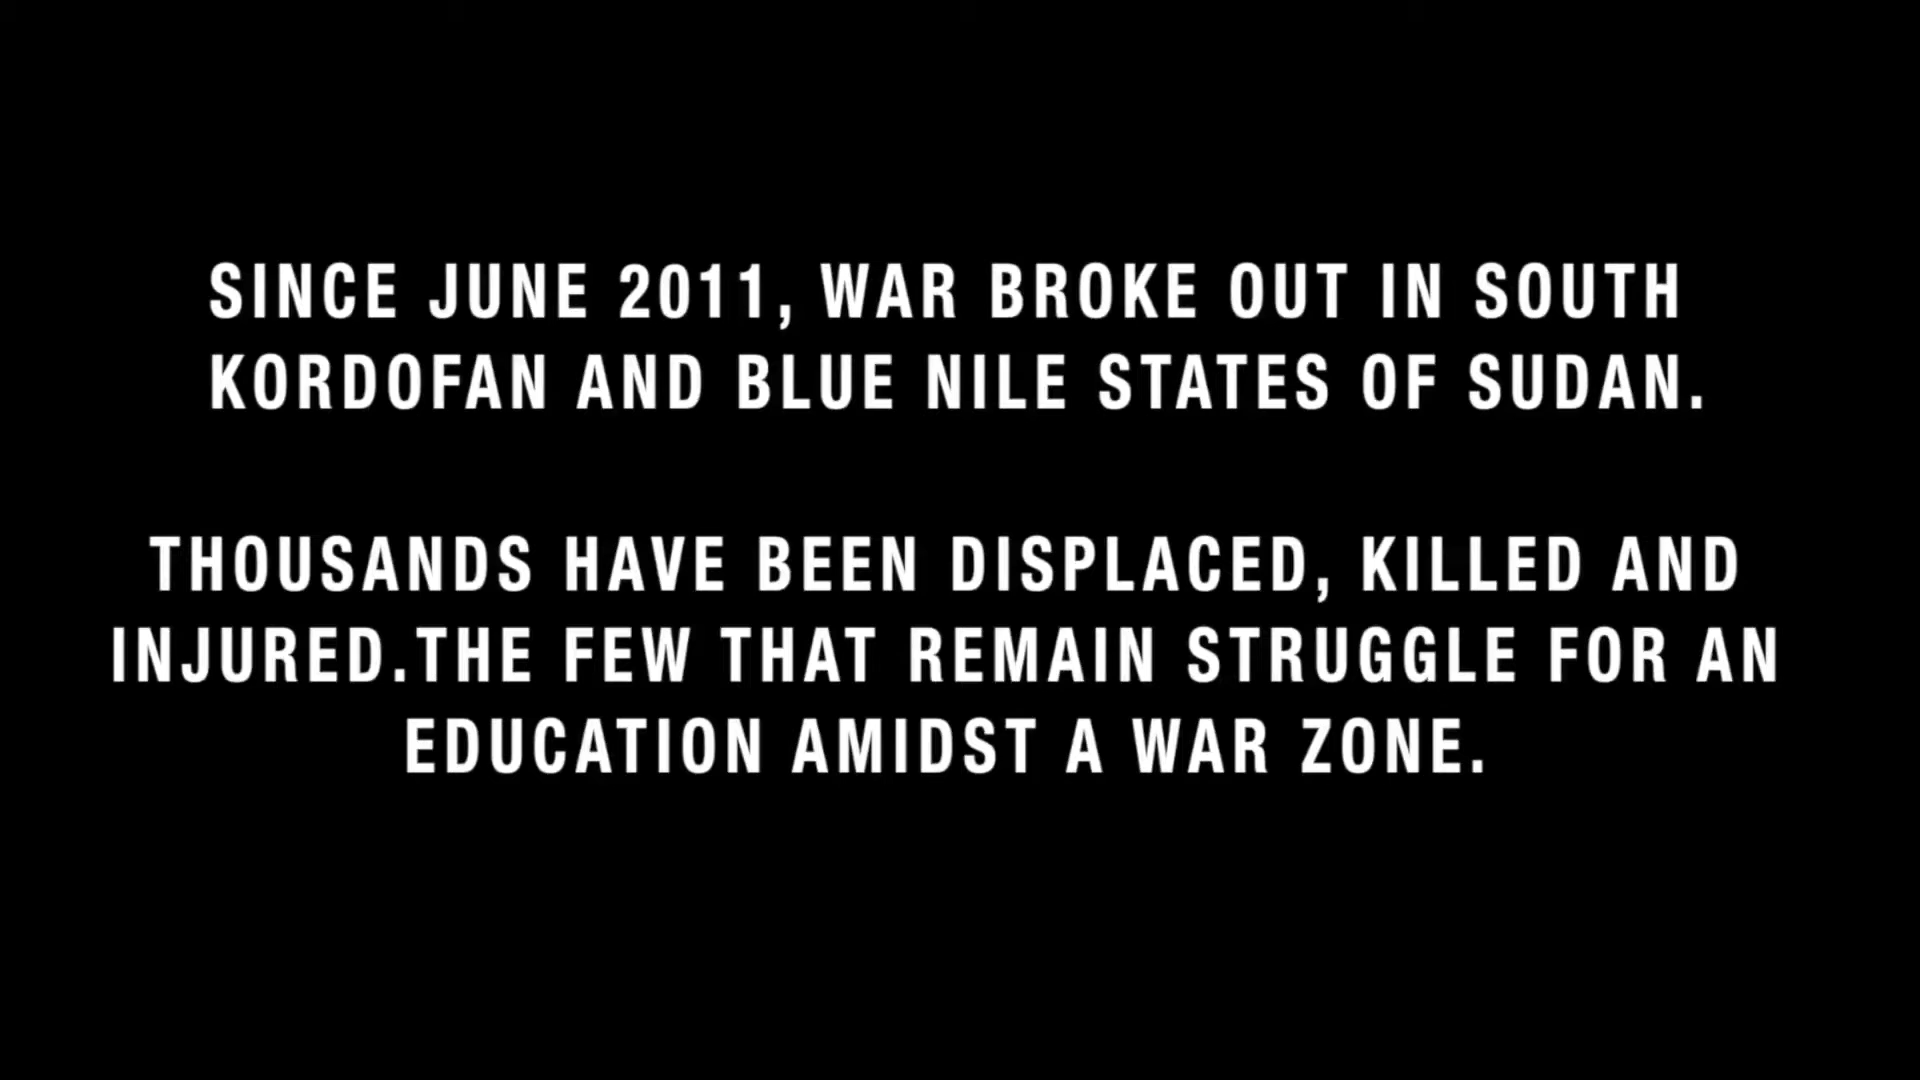 SINCE JUNE 2011, WAR BROKE OUT IN SOUTH
KORDOFAN AND BLUE NILE STATES OF SUDAN.
THOUSANDS HAVE BEEN DISPLACED, KILLED AND
INJURED.THE FEW THAT REMAIN STRUGGLE FOR AN
EDUCATION AMIDST A WAR ZONE.